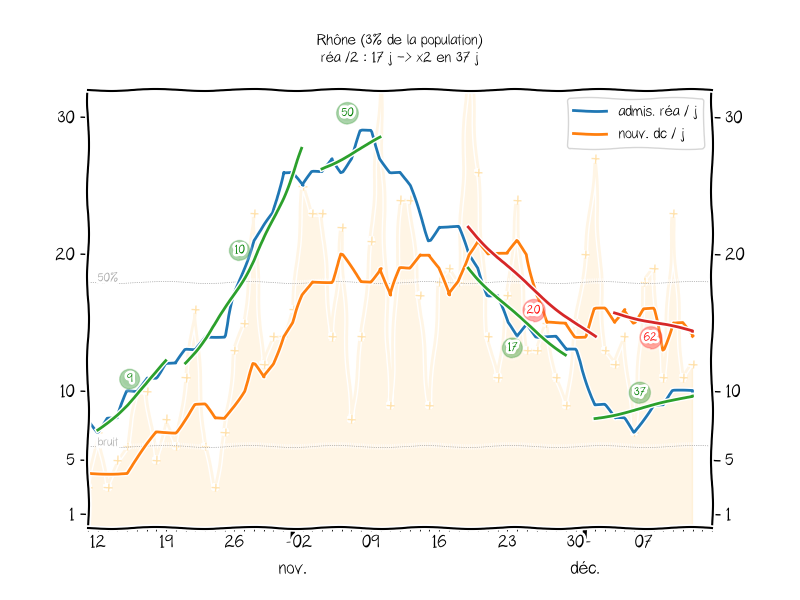 Rhône (3% de la population)
réa /2 : 17 j -> x2 en 37 j
admis. réa / j
nouv. dc / j
30
20
10
5
1
30
20
10
5
1
50%
bruit
9
10
50
17
20
37
62
12 19 26 02 09 16 23 30 07
nov. déc.